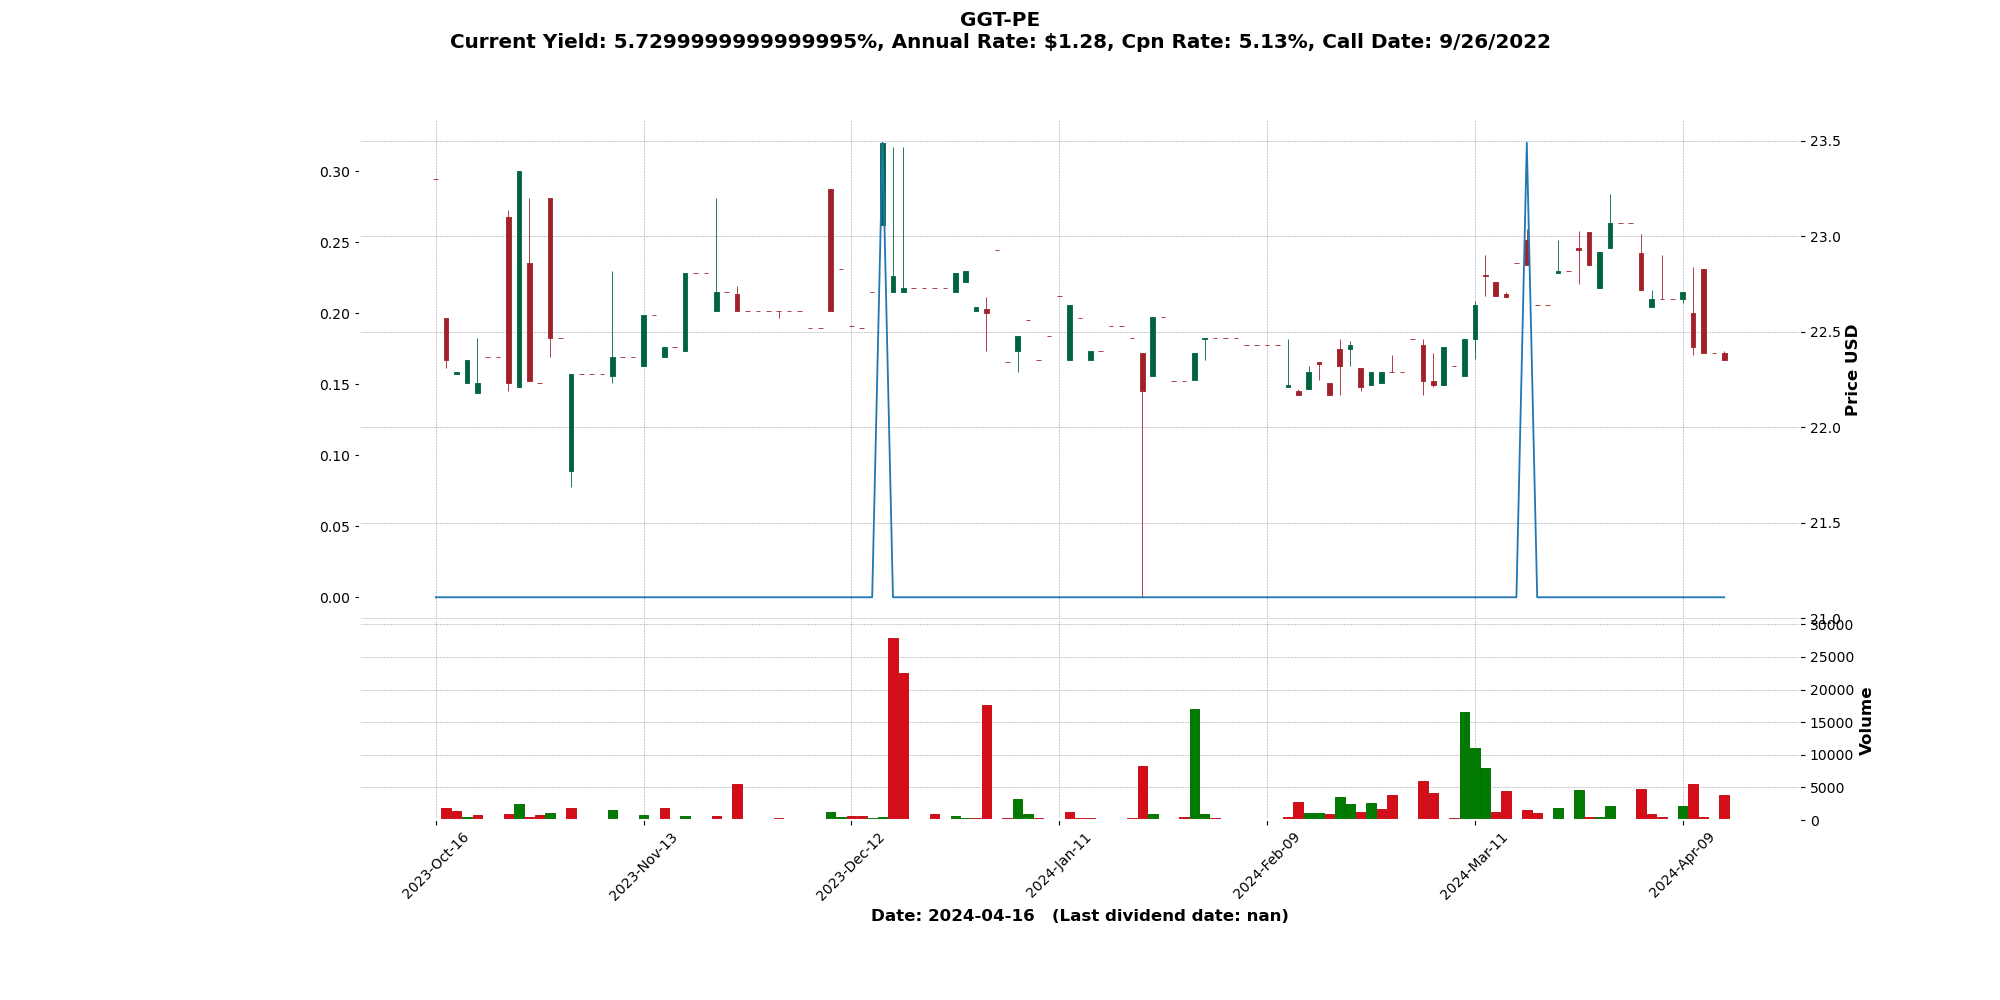 GGT-PE
Current Yield: 5.7299999999999995%, Annual Rate: $1.28, Cpn Rate: 5.13%, Call Date: 9/26/2022
0.30
0.25
0.20
0.15
0.10
0.05
0.00
23.5
23.0
22.5
22.0
21.5
21.0
Price USD
30000
25000
20000
15000
10000
5000
0
Volume
2023-Oct-16
2023-Nov-13
2023-Dec-12
2024-Jan-11
2024-Feb-09
2024-Mar-11
2024-Apr-09
Date: 2024-04-16   (Last dividend date: nan)